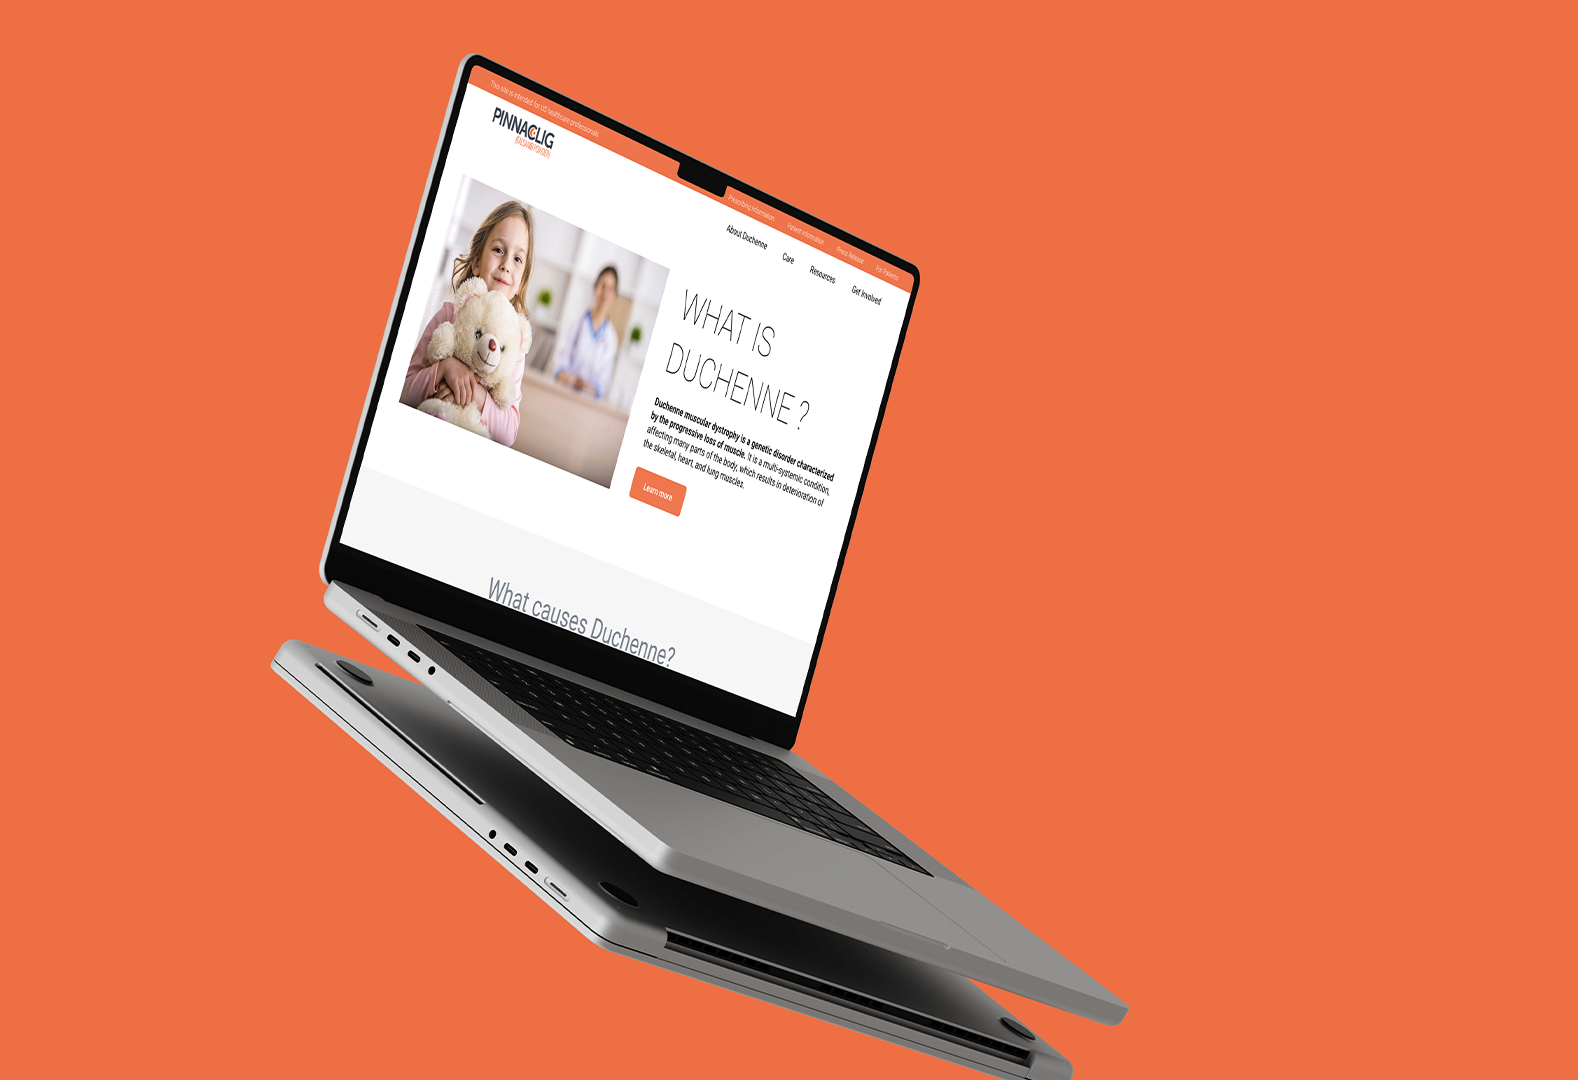 This site is intended for US healthcare professionals
Prescribing Information
Patient Information
Press Release
For Patients
PINNACLIG
About Duchenne
Care
Resources
Get Involved
WHAT IS
DUCHENNE ?
Duchenne muscular dystrophy is a genetic disorder characterized
by the progressive loss of muscle. It is a multi-systemic condition,
affecting many parts of the body, which results in deterioration of
the skeletal, heart, and lung muscles.
Learn more
What causes Duchenne?